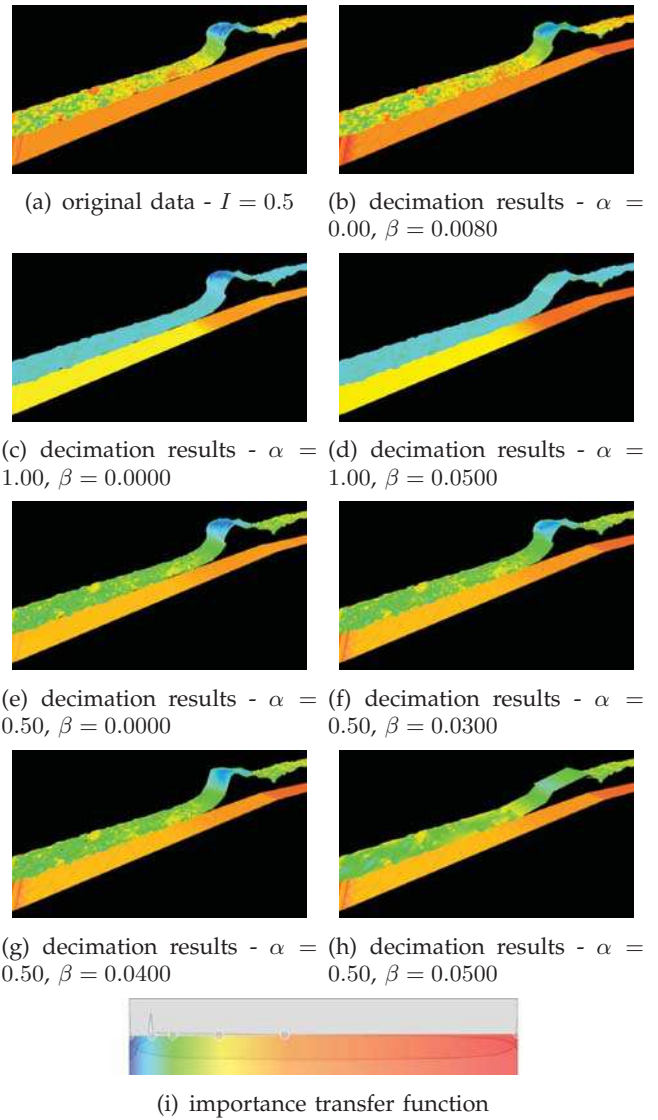 (a) original data - I = 0.5
(b) decimation results - α =
0.00, β = 0.0080
(c) decimation results - α =
1.00, β = 0.0000
(d) decimation results - α =
1.00, β = 0.0500
(e) decimation results - α =
0.50, β = 0.0000
(f) decimation results - α =
0.50, β = 0.0300
(g) decimation results - α =
0.50, β = 0.0400
(h) decimation results - α =
0.50, β = 0.0500
(i) importance transfer function